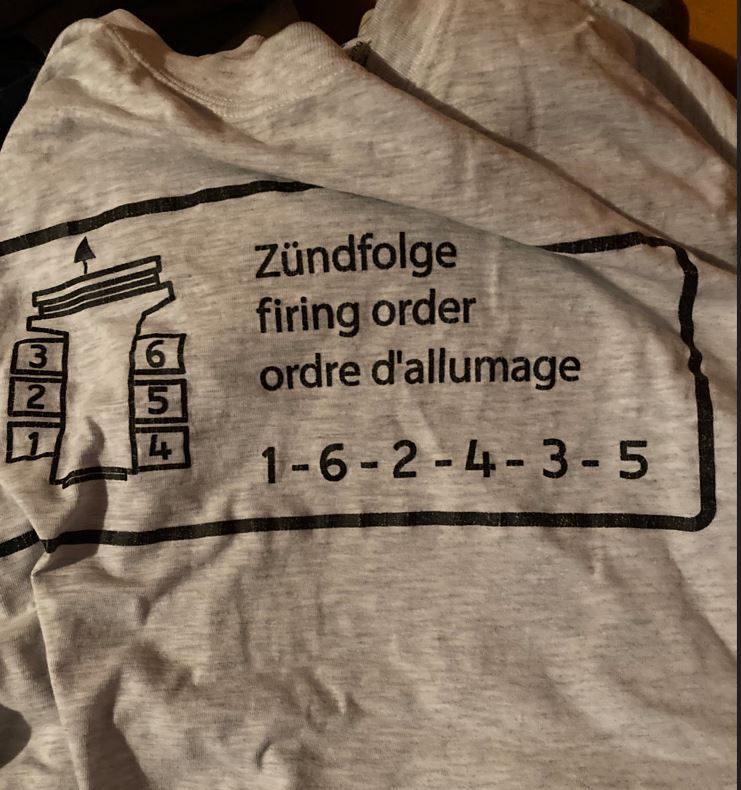 Zündfolge
firing order
ordre d'allumage
3 6
2 5
1 4
1-6-2-4-3-5